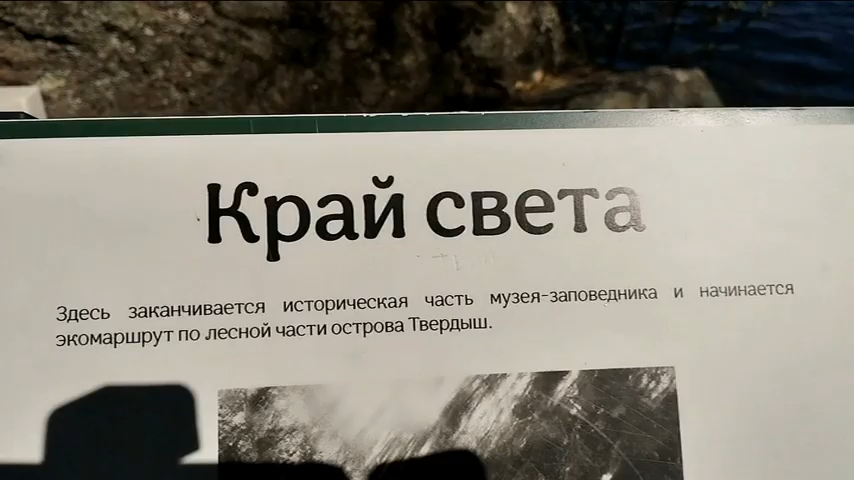 Край света
Здесь заканчивается историческая часть музея-заповедника и начинается
экомаршрут по лесной части острова Твердыш.